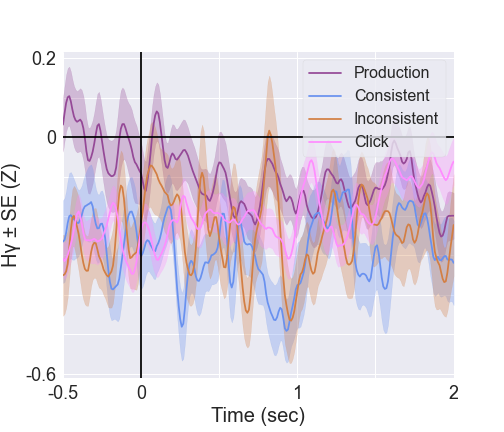 0.2
Production
Consistent
Inconsistent
Click
0
Hγ ± SE (Z)
-0.6
-0.5
0
1
2
Time (sec)